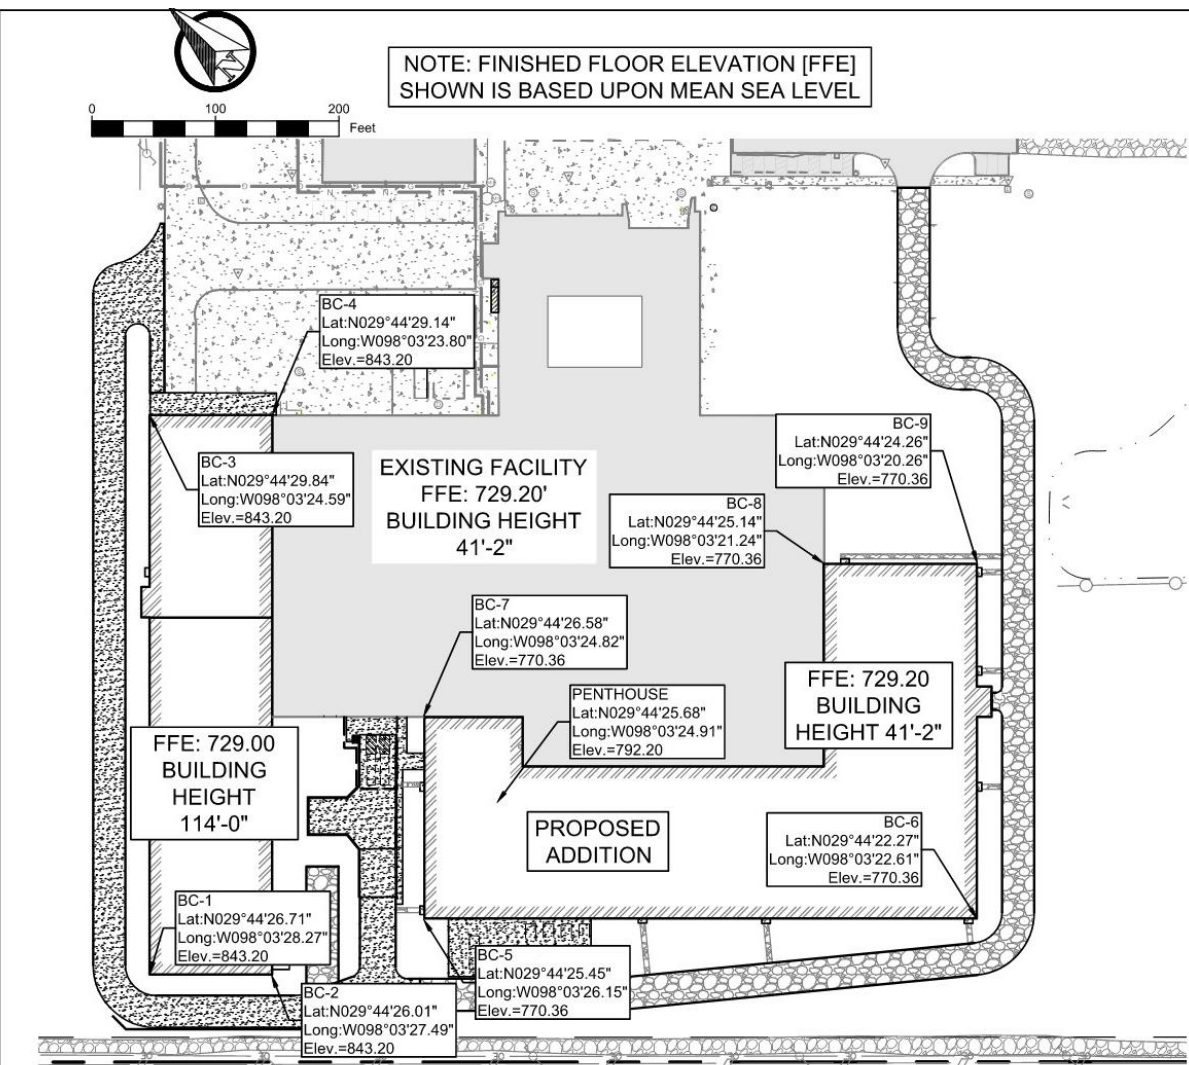 NOTE: FINISHED FLOOR ELEVATION [FFE]
SHOWN IS BASED UPON MEAN SEA LEVEL
0 100 200
Feet
BC-4
Lat:N029°44'29.14"
Long:W098°03'23.80"
Elev.=843.20
BC-9
Lat:N029°44'24.26"
Long:W098°03'20.26"
Elev.=770.36
BC-3
Lat:N029°44'29.84"
Long:W098°03'24.59"
Elev.=843.20
EXISTING FACILITY
FFE: 729.20'
BUILDING HEIGHT
41'-2"
BC-8
Lat:N029°44'25.14"
Long:W098°03'21.24"
Elev.=770.36
BC-7
Lat:N029°44'26.58"
Long:W098°03'24.82"
Elev.=770.36
PENTHOUSE
Lat:N029°44'25.68"
Long:W098°03'24.91"
Elev.=792.20
FFE: 729.20
BUILDING
HEIGHT 41'-2"
FFE: 729.00
BUILDING
HEIGHT
114'-0"
PROPOSED
ADDITION
BC-6
Lat:N029°44'22.27"
Long:W098°03'22.61"
Elev.=770.36
BC-1
Lat:N029°44'26.71"
Long:W098°03'28.27"
Elev.=843.20
BC-5
Lat:N029°44'25.45"
Long:W098°03'26.15"
Elev.=770.36
BC-2
Lat:N029°44'26.01"
Long:W098°03'27.49"
Elev.=843.20